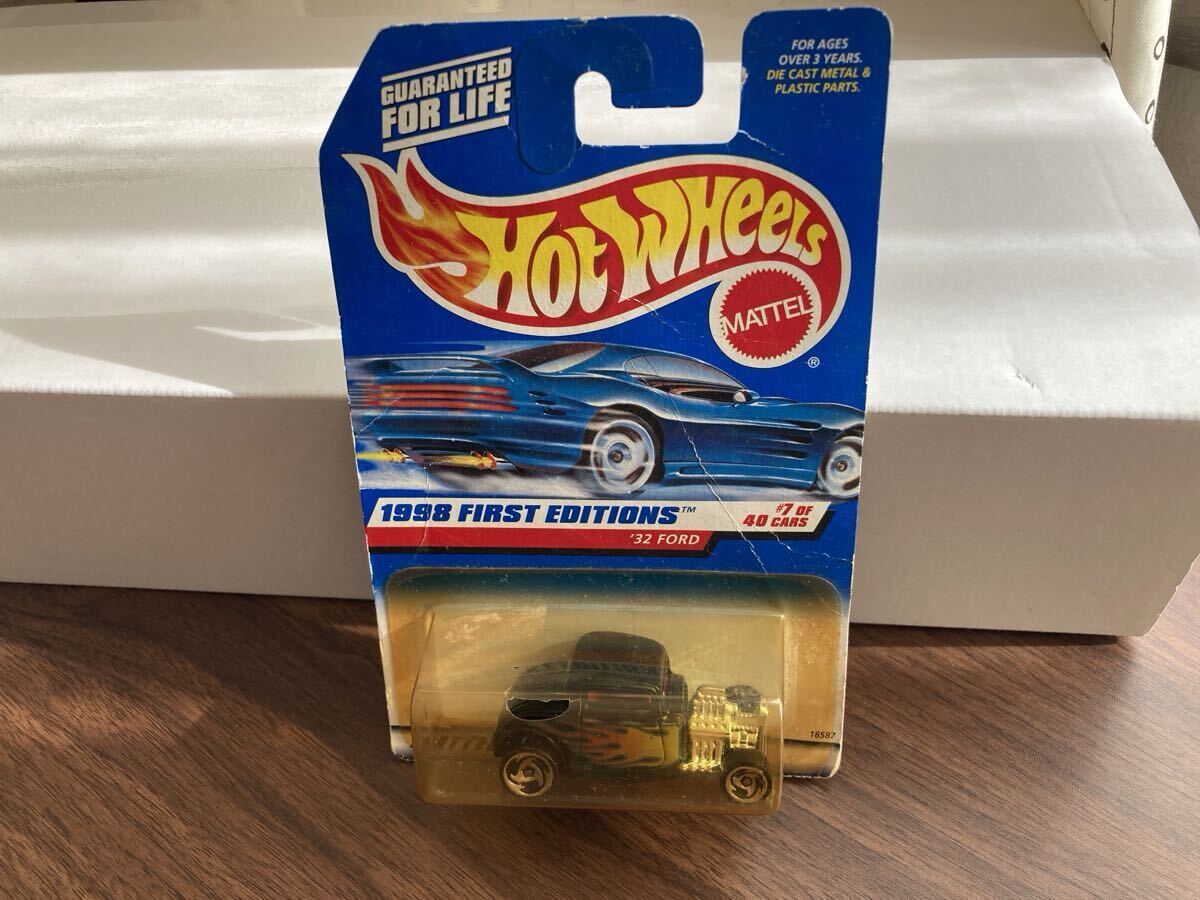 GUARANTEED
FOR LIFE
FOR AGES
OVER 3 YEARS.
DIE CAST METAL &
PLASTIC PARTS.
HOT WHEELS
MATTEL
®
1998 FIRST EDITIONS™
#7 OF
40 CARS
'32 FORD
18587